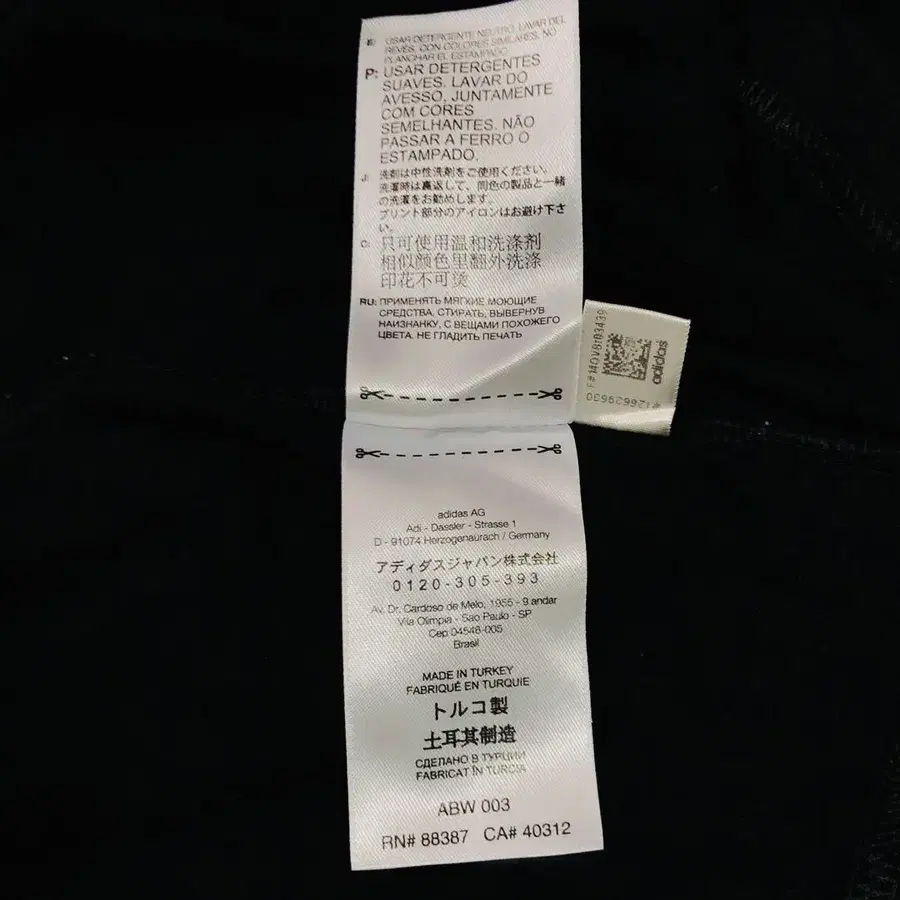 E: USAR DETERGENTE NEUTRO, LAVAR DEL
REVÉS, CON COLORES SIMILARES, NO
PLANCHAR EL ESTAMPADO
P: USAR DETERGENTES
SUAVES. LAVAR DO
AVESSO, JUNTAMENTE
COM CORES
SEMELHANTES. NÃO
PASSAR A FERRO O
ESTAMPADO.
J: 洗剤は中性洗剤をご使用ください。
洗濯時は裏返して、同色の製品と一緒
の洗濯をお勧めします。
プリント部分のアイロンはお避け下さ
い。
C: 只可使用温和洗涤剂
相似颜色里翻外洗涤
印花不可烫
RU: ПРИМЕНЯТЬ МЯГКИЕ МОЮЩИЕ
СРЕДСТВА, СТИРАТЬ, ВЫВЕРНУВ
НАИЗНАНКУ, С ВЕЩАМИ ПОХОЖЕГО
ЦВЕТА. НЕ ГЛАДИТЬ ПЕЧАТЬ
adidas
adidas AG
Adi - Dassler - Strasse 1
D - 91074 Herzogenaurach / Germany
アディダスジャパン株式会社
0120-305-393
Av. Dr. Cardoso de Melo, 1955 - 9 andar
Vila Olimpia - Sao Paulo - SP
Cep 04548-005
Brasil
MADE IN TURKEY
FABRIQUÉ EN TURQUIE
トルコ製
土耳其制造
СДЕЛАНО В ТУРЦИИ
FABRICAT ÎN TURCIA
ABW 003
RN# 88387 CA# 40312